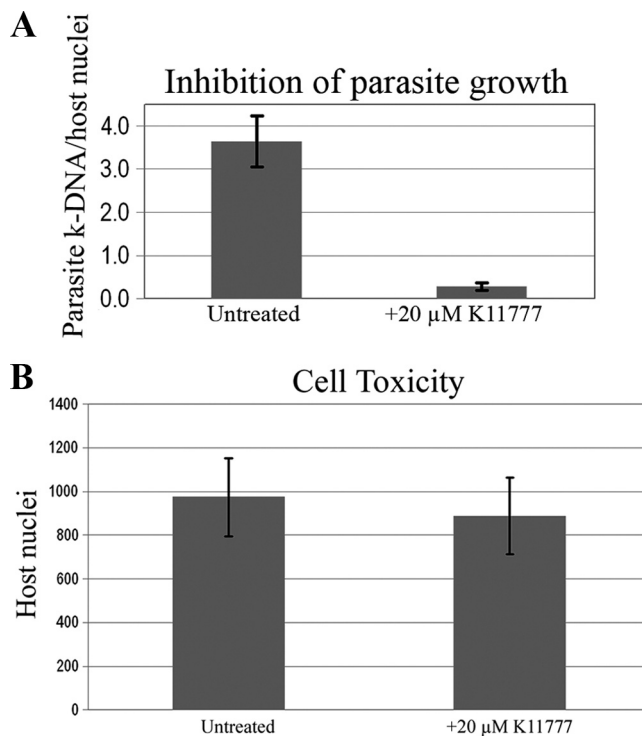 A
Inhibition of parasite growth
Parasite k-DNA/host nuclei
4.0
3.0
2.0
1.0
0.0
Untreated
+20 µM K11777
B
Cell Toxicity
Host nuclei
1400
1200
1000
800
600
400
200
0
Untreated
+20 µM K11777